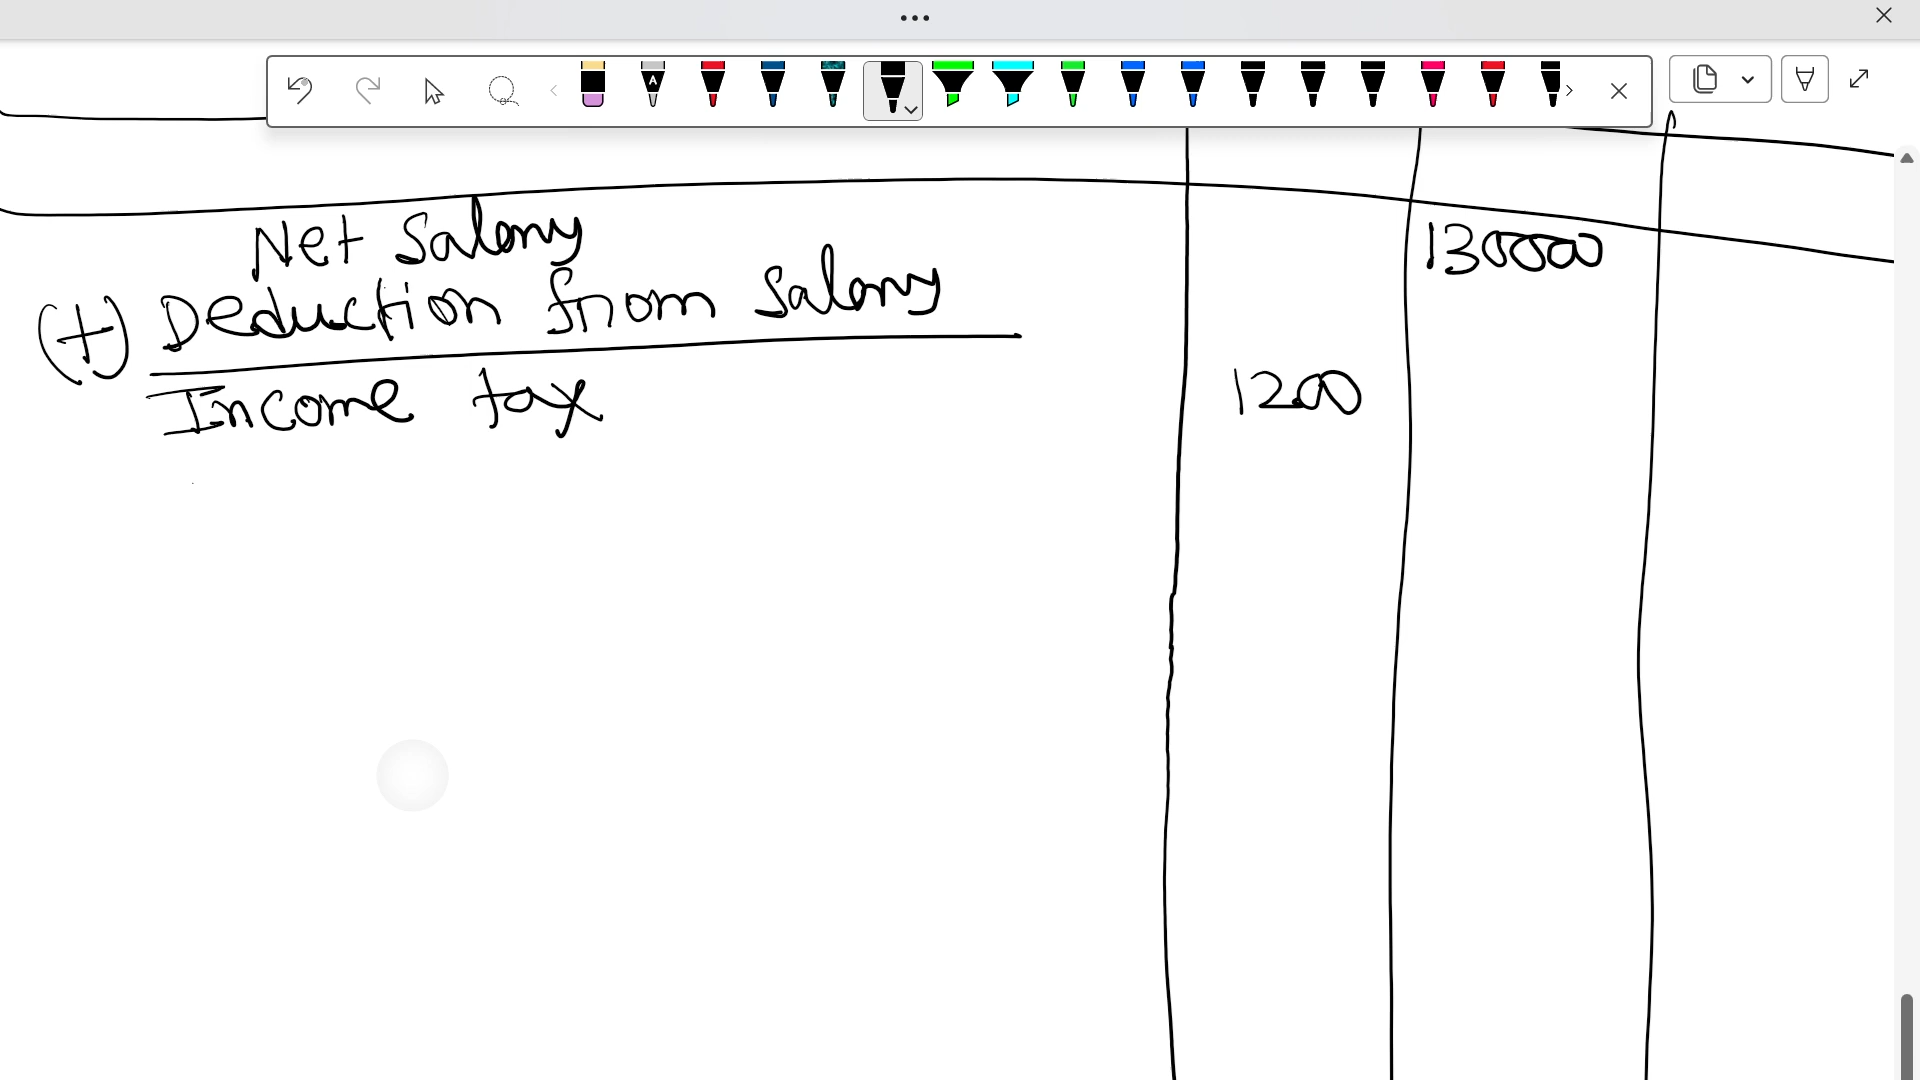 Net Salary 130000
(+) Deduction from Salary
Income tax 1200